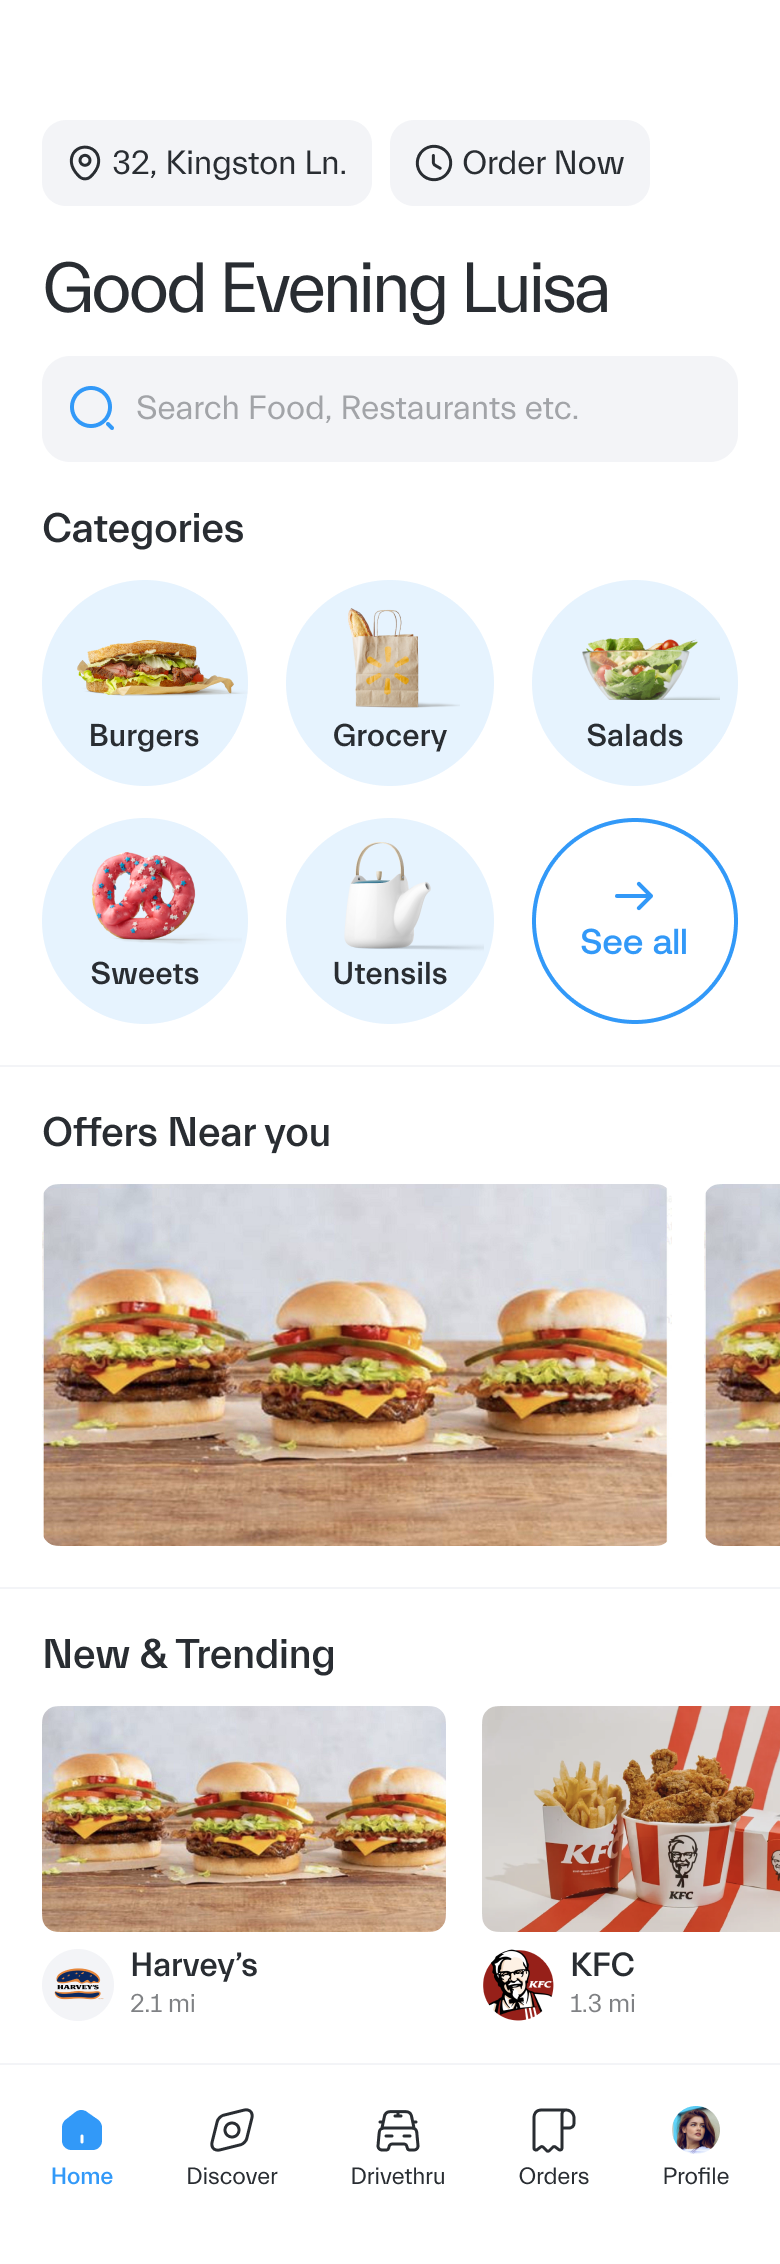 32, Kingston Ln.
Order Now
Good Evening Luisa
Search Food, Restaurants etc.
Categories
Burgers
Grocery
Salads
Sweets
Utensils
See all
Offers Near you
New & Trending
KFC
KFC
HARVEY'S
Harvey’s
2.1 mi
KFC
KFC
1.3 mi
Home
Discover
Drivethru
Orders
Profile